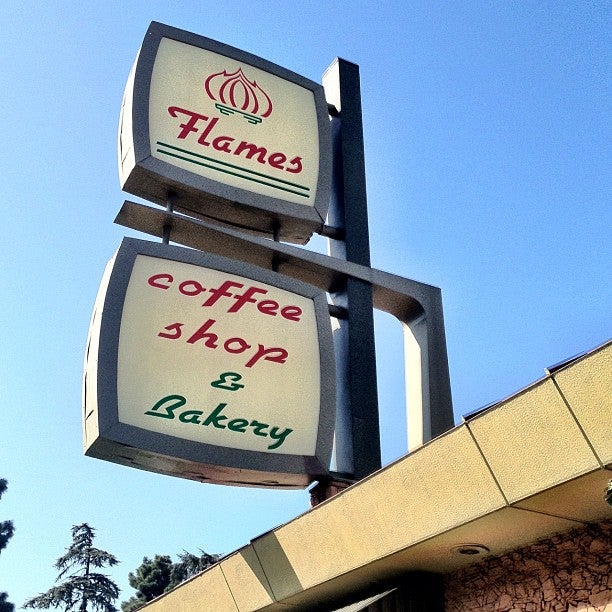 Flames
coffee
shop
&
Bakery